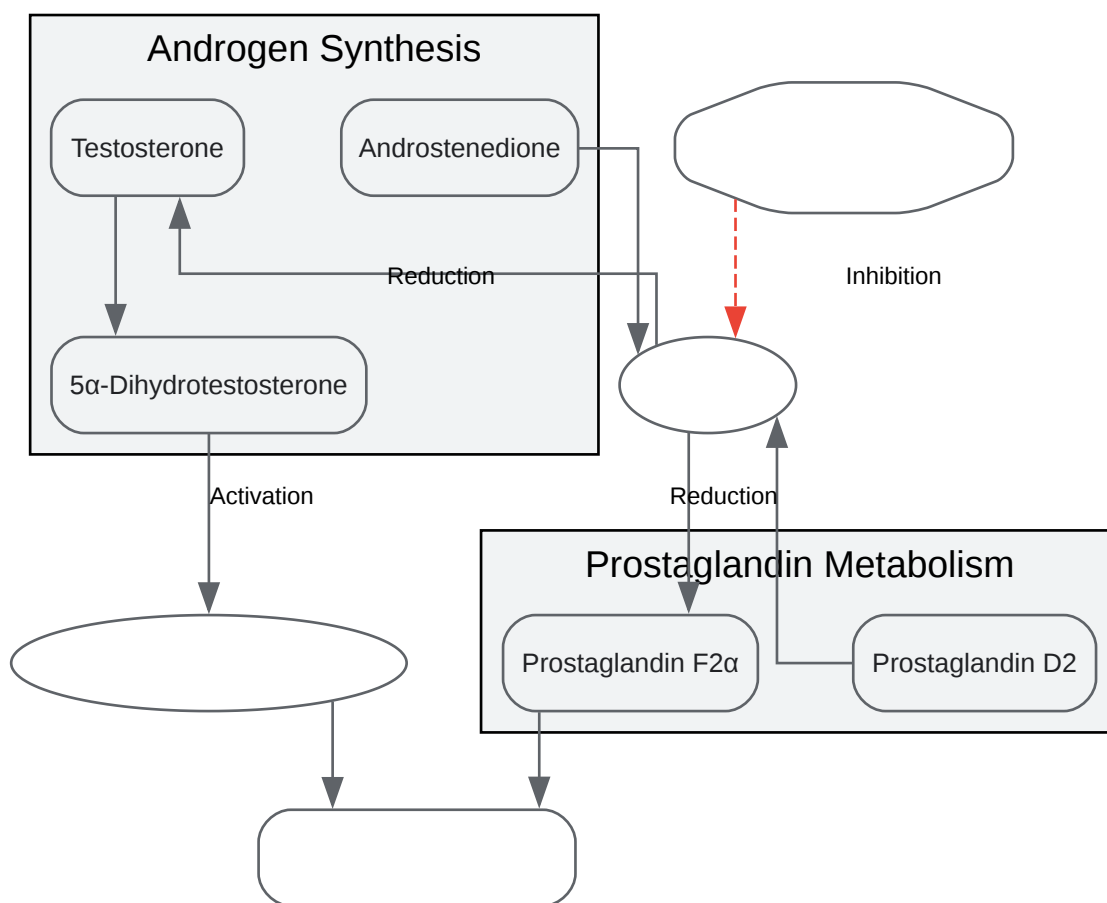 Androgen Synthesis
Testosterone
Androstenedione
Reduction
Inhibition
5α-Dihydrotestosterone
Activation
Reduction
Prostaglandin Metabolism
Prostaglandin F2α
Prostaglandin D2